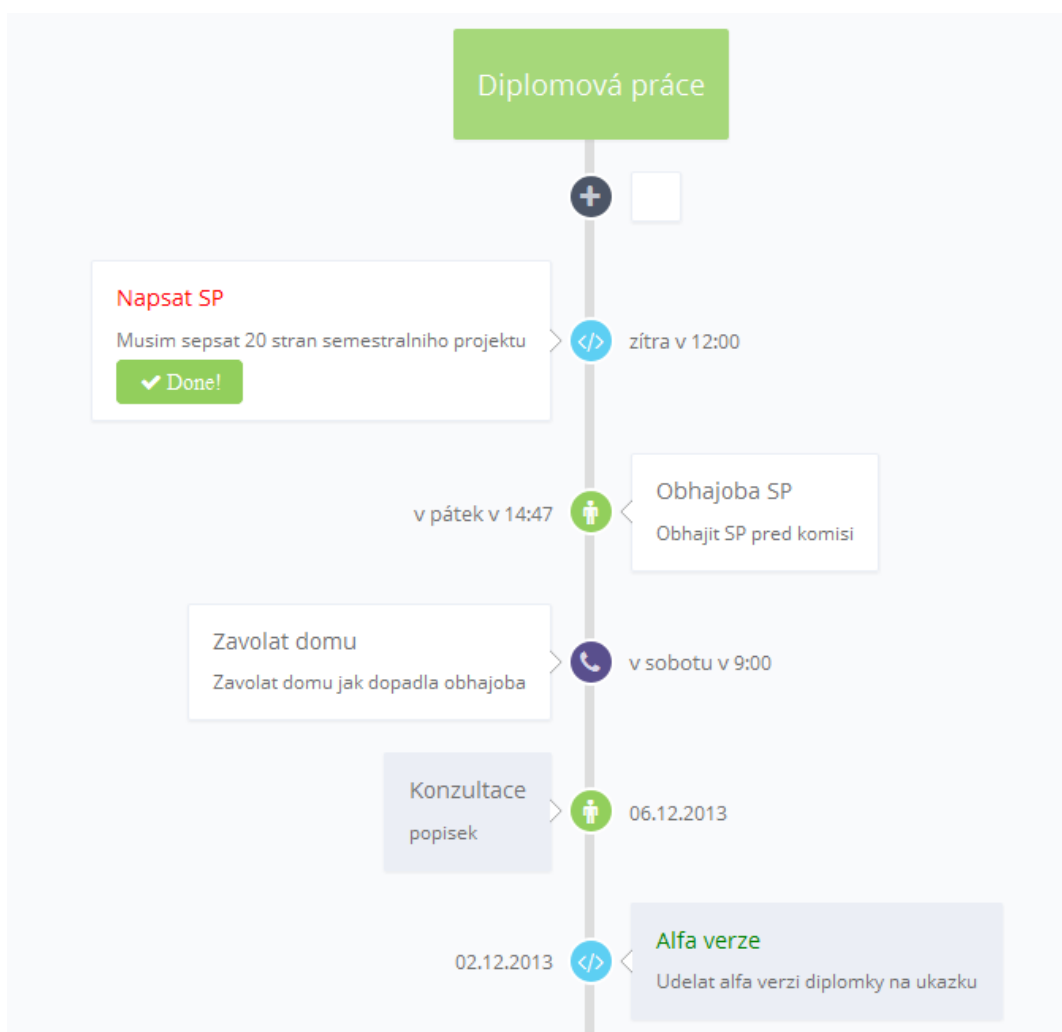 Diplomová práce
Napsat SP
Musim sepsat 20 stran semestralniho projektu
Done!
zítra v 12:00
v pátek v 14:47
Obhajoba SP
Obhajit SP pred komisi
Zavolat domu
Zavolat domu jak dopadla obhajoba
v sobotu v 9:00
Konzultace
popisek
06.12.2013
02.12.2013
Alfa verze
Udelat alfa verzi diplomky na ukazku